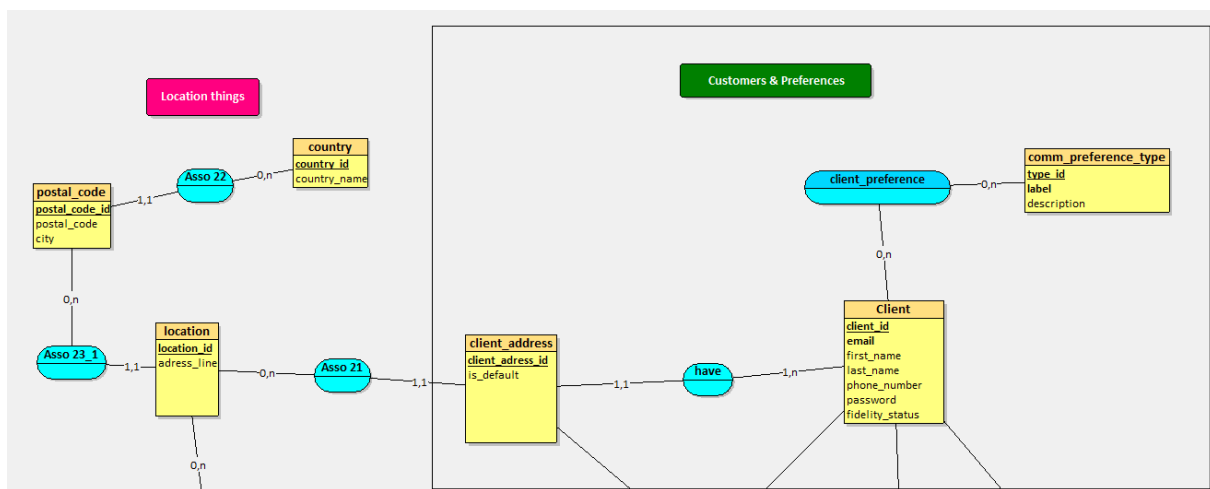 Location things
Customers & Preferences
country
country_id
country_name
Asso 22
0,n
1,1
postal_code
postal_code_id
postal_code
city
0,n
comm_preference_type
type_id
label
description
client_preference
0,n
0,n
Asso 23_1
1,1
location
location_id
adress_line
0,n
Asso 21
1,1
client_address
client_adress_id
is_default
1,1
have
1,n
Client
client_id
email
first_name
last_name
phone_number
password
fidelity_status
0,n